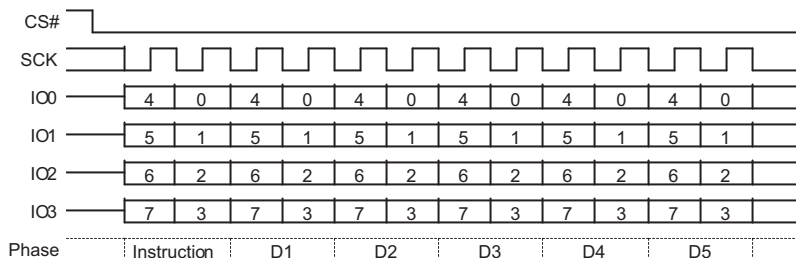 CS#
SCK
IO0 4 0 4 0 4 0 4 0 4 0 4 0
IO1 5 1 5 1 5 1 5 1 5 1 5 1
IO2 6 2 6 2 6 2 6 2 6 2 6 2
IO3 7 3 7 3 7 3 7 3 7 3 7 3
Phase Instruction D1 D2 D3 D4 D5